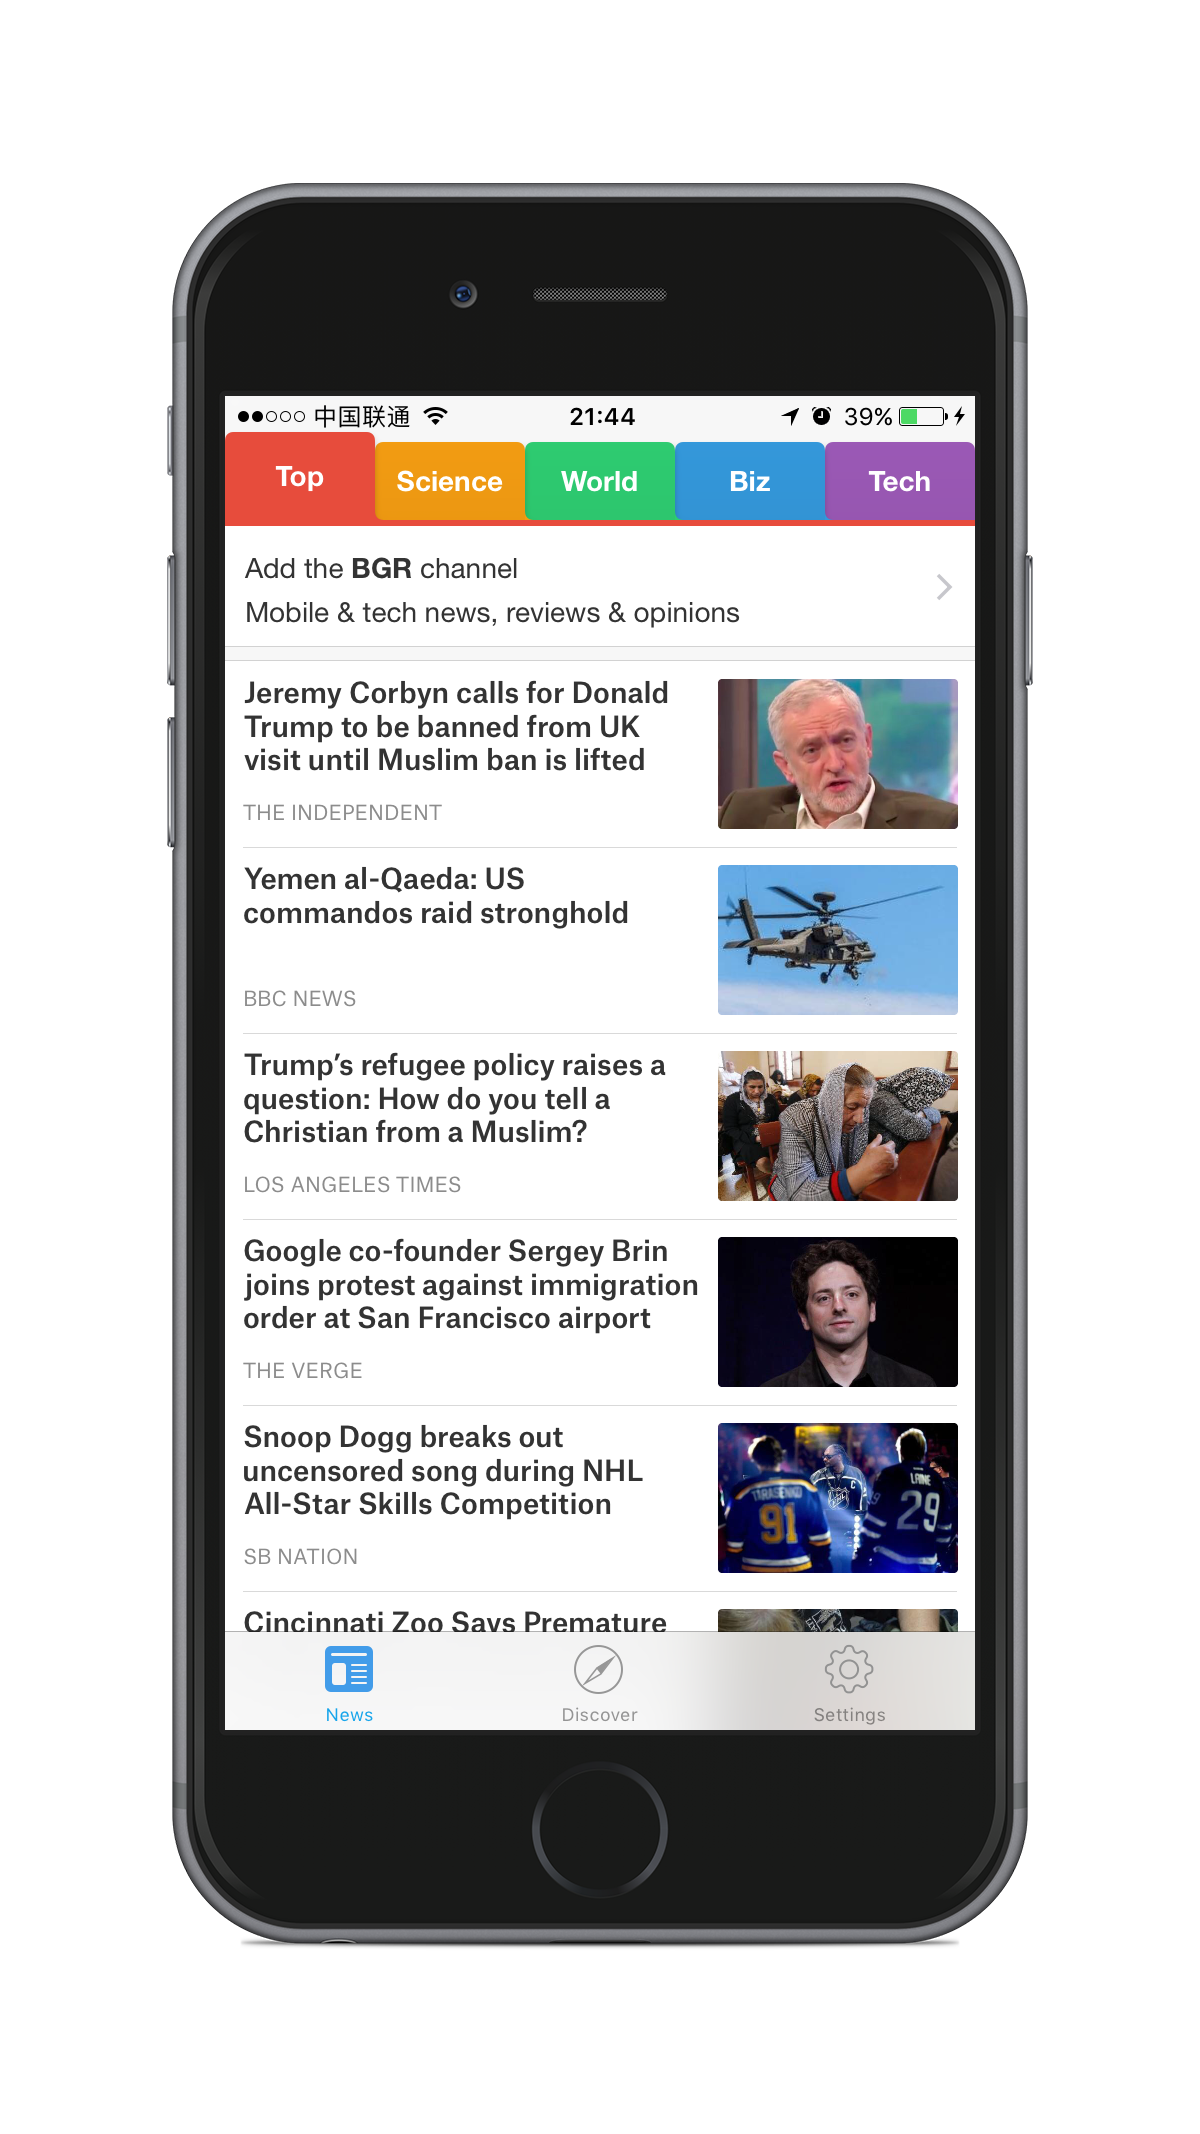 中国联通 21:44 39%
Top Science World Biz Tech
Add the BGR channel
Mobile & tech news, reviews & opinions
Jeremy Corbyn calls for Donald
Trump to be banned from UK
visit until Muslim ban is lifted
THE INDEPENDENT
Yemen al-Qaeda: US
commandos raid stronghold
BBC NEWS
Trump’s refugee policy raises a
question: How do you tell a
Christian from a Muslim?
LOS ANGELES TIMES
Google co-founder Sergey Brin
joins protest against immigration
order at San Francisco airport
THE VERGE
Snoop Dogg breaks out
uncensored song during NHL
All-Star Skills Competition
SB NATION
TARASENKO
91
LAINE
29
Cincinnati Zoo Says Premature
News Discover Settings